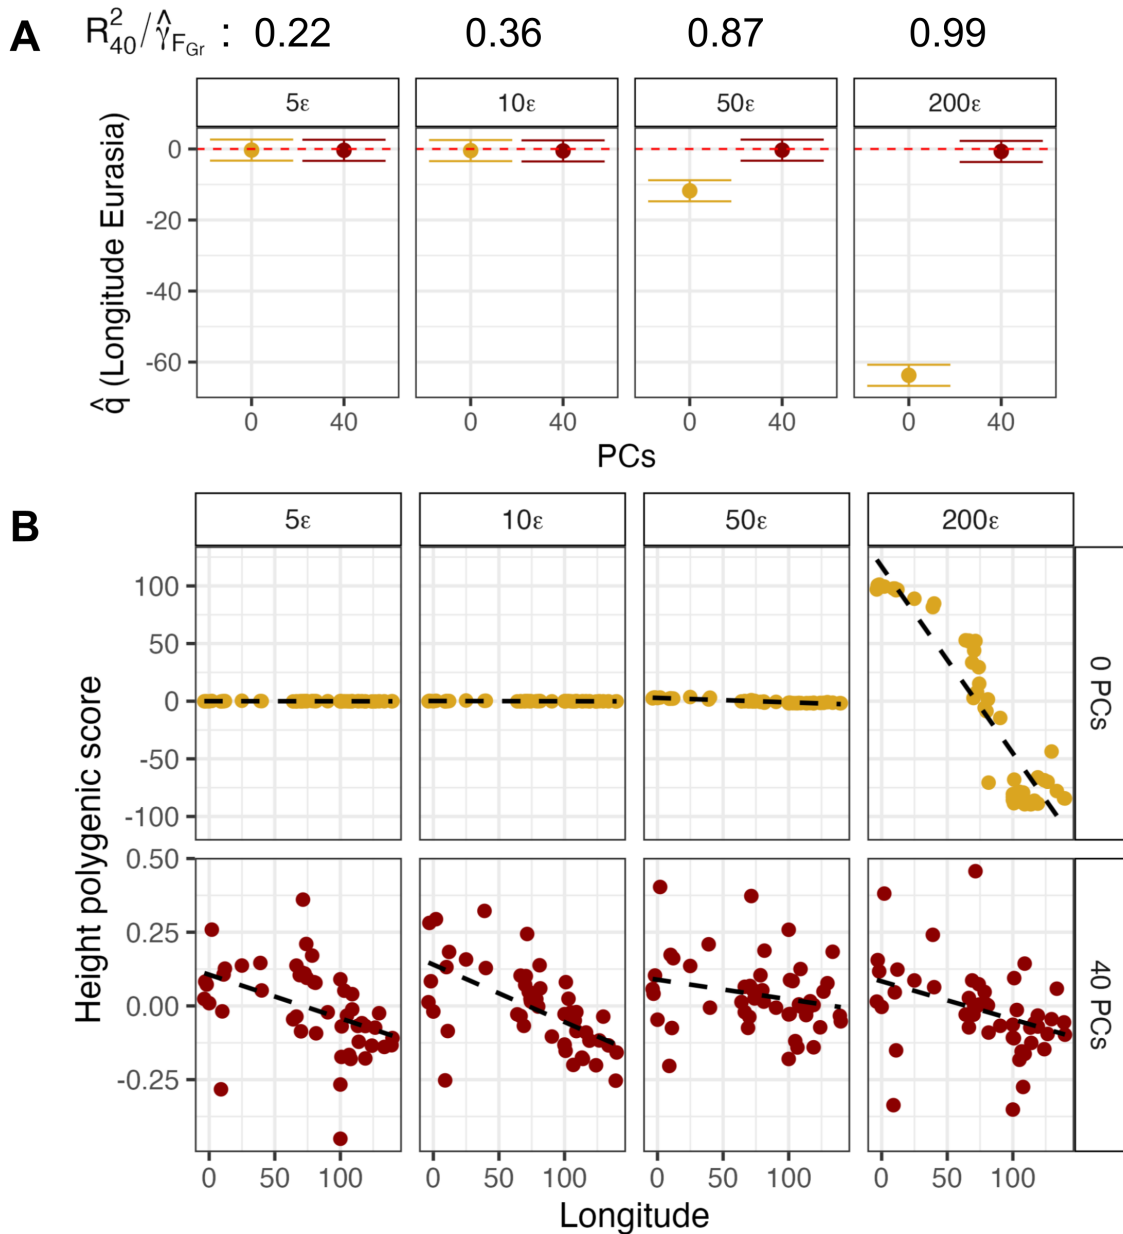 A R²₄₀/γ̂_F_Gr : 0.22 0.36 0.87 0.99
5ε 10ε 50ε 200ε
q̂ (Longitude Eurasia)
0
-20
-40
-60
0 40 0 40 0 40 0 40
PCs
B
5ε 10ε 50ε 200ε
Height polygenic score
100
50
0
-50
-100
0 PCs
0.50
0.25
0.00
-0.25
40 PCs
0 50 100 0 50 100 0 50 100 0 50 100
Longitude